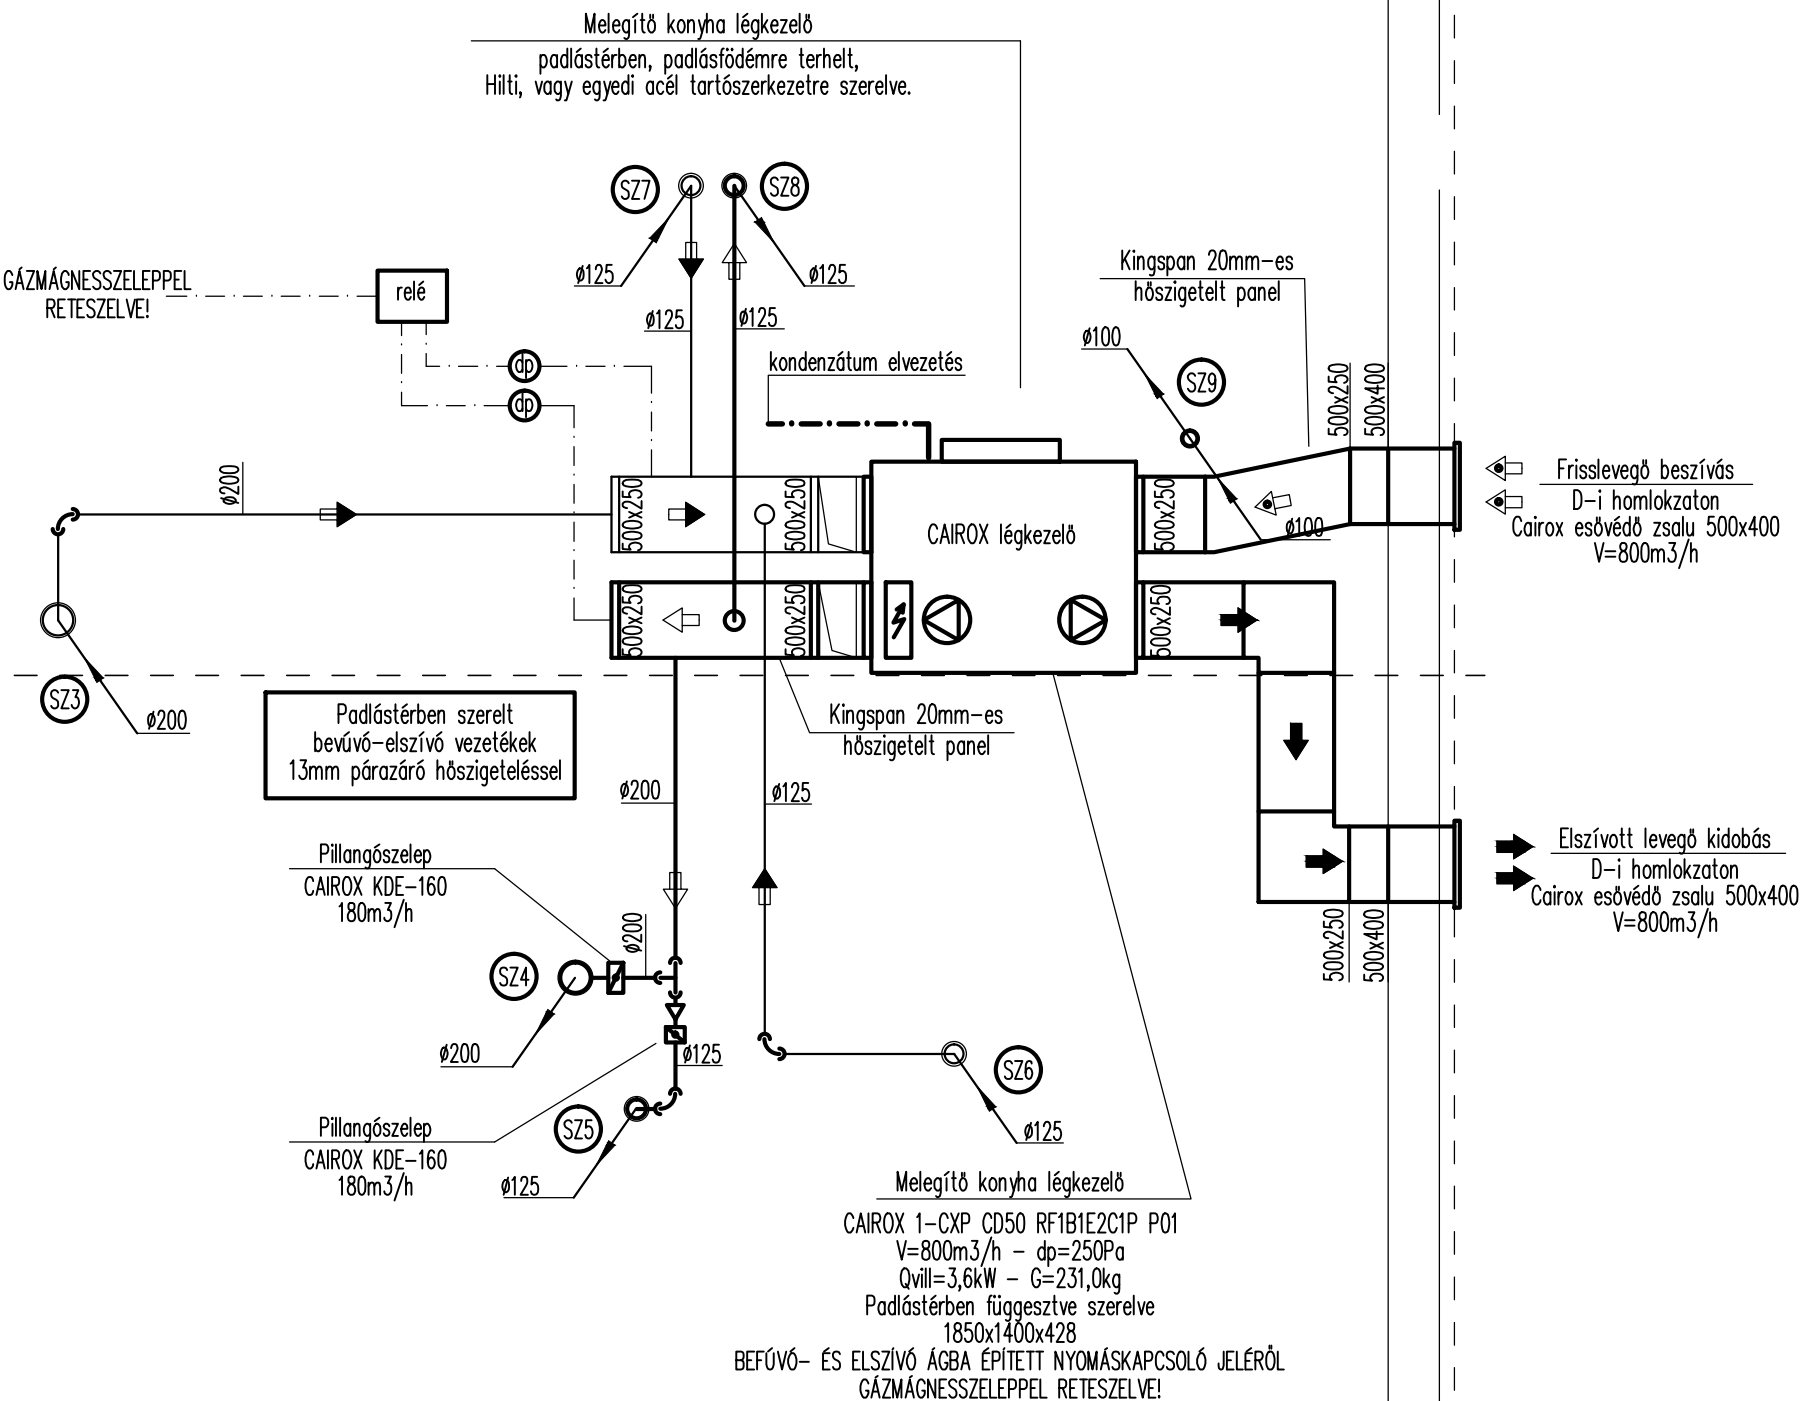 Melegítő konyha légkezelő
padlástérben, padlásfödémre terhelt,
Hilti, vagy egyedi acél tartószerkezetre szerelve.
SZ7
SZ8
ø125
ø125
ø125
ø125
GÁZMÁGNESSZELEPPEL
RETESZELVE!
relé
dp
dp
kondenzátum elvezetés
Kingspan 20mm-es
hőszigetelt panel
ø100
SZ9
500x250
500x400
ø200
500x250
500x250
CAIROX légkezelő
500x250
ø100
Frisslevegő beszívás
D-i homlokzaton
Cairox esővédő zsalu 500x400
V=800m3/h
500x250
500x250
500x250
SZ3
ø200
Padlástérben szerelt
bevúvó-elszívó vezetékek
13mm párazáró hőszigeteléssel
Kingspan 20mm-es
hőszigetelt panel
ø200
ø125
Pillangószelep
CAIROX KDE-160
180m3/h
Elszívott levegő kidobás
D-i homlokzaton
Cairox esővédő zsalu 500x400
V=800m3/h
500x250
500x400
ø200
SZ4
ø200
ø125
SZ6
ø125
Pillangószelep
CAIROX KDE-160
180m3/h
SZ5
ø125
Melegítő konyha légkezelő
CAIROX 1-CXP CD50 RF1B1E2C1P P01
V=800m3/h - dp=250Pa
Qvill=3,6kW - G=231,0kg
Padlástérben függesztve szerelve
1850x1400x428
BEFÚVÓ- ÉS ELSZÍVÓ ÁGBA ÉPÍTETT NYOMÁSKAPCSOLÓ JELÉRŐL
GÁZMÁGNESSZELEPPEL RETESZELVE!